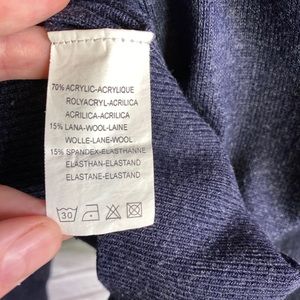 70% ACRYLIC-ACRYLIQUE
ROLYACRYL-ACRILICA
ACRILICA-ACRILICA
15% LANA-WOOL-LAINE
WOLLE-LANE-WOOL
15% SPANDEX-ELASTHANNE
ELASTHAN-ELASTAND
ELASTANE-ELASTAND
30